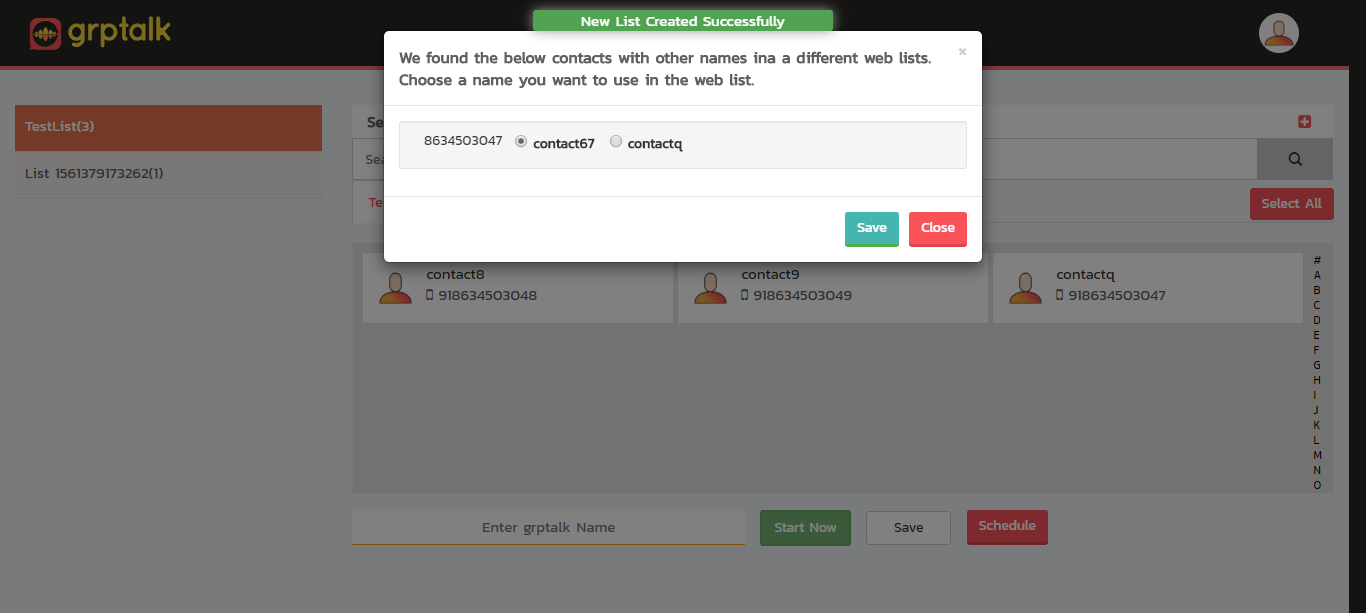 New List Created Successfully
grptalk
We found the below contacts with other names ina a different web lists.
Choose a name you want to use in the web list.
×
8634503047 contact67 contactq
Save Close
TestList(3)
List 1561379173262(1)
Se
Sea
Te
Select All
contact8
918634503048
contact9
918634503049
contactq
918634503047
#
A
B
C
D
E
F
G
H
I
J
K
L
M
N
O
Enter grptalk Name Start Now Save Schedule